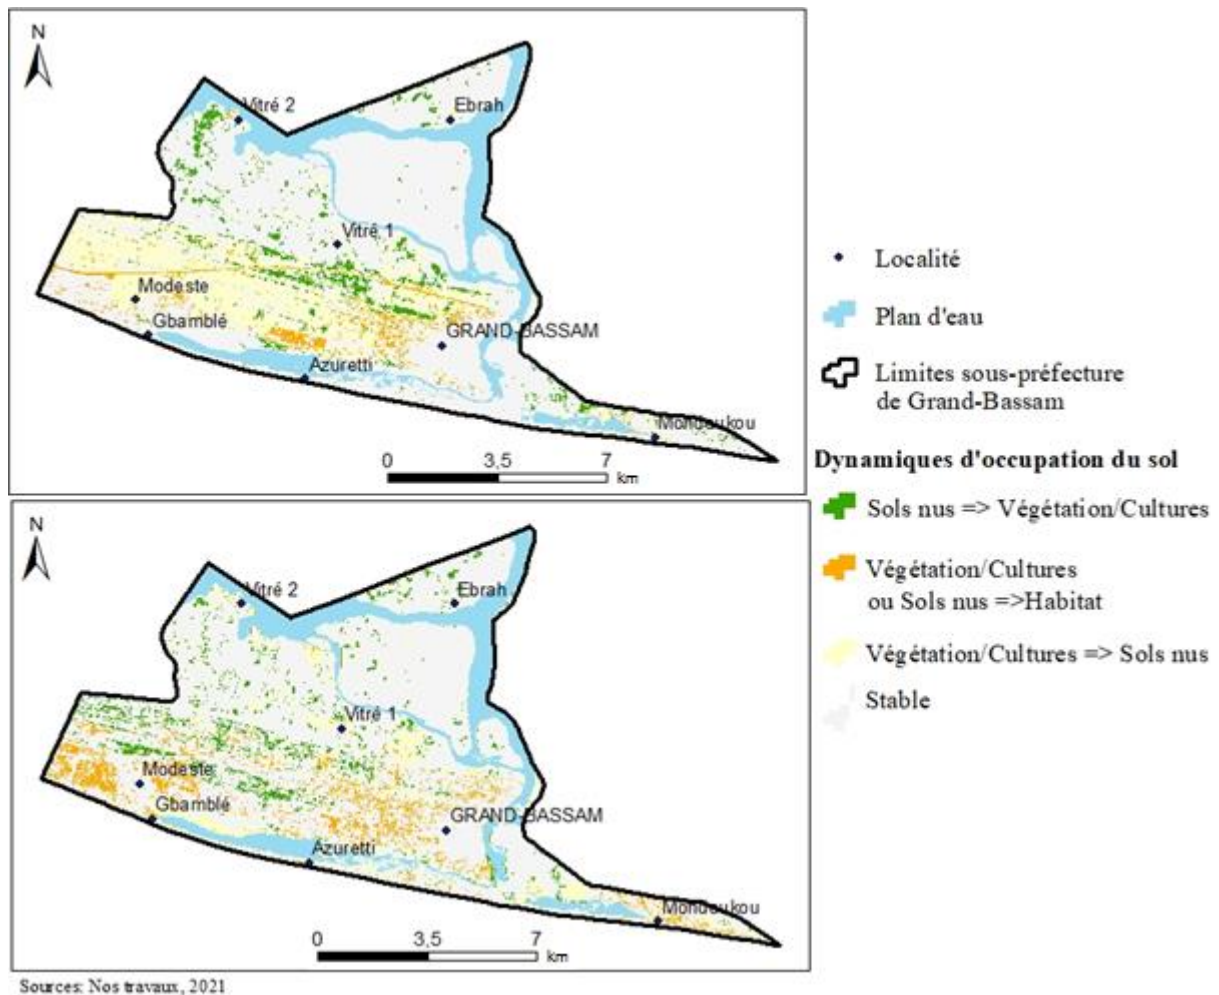 N
Vitré 2
Ebrah
Vitré 1
Modeste
Gbamblé
GRAND-BASSAM
Azuretti
Mondoukou
0 3,5 7
km
N
Vitré 2
Ebrah
Vitré 1
Modeste
Gbamblé
GRAND-BASSAM
Azuretti
Mondoukou
0 3,5 7
km
Localité
Plan d'eau
Limites sous-préfecture
de Grand-Bassam
Dynamiques d'occupation du sol
Sols nus => Végétation/Cultures
Végétation/Cultures
ou Sols nus =>Habitat
Végétation/Cultures => Sols nus
Stable
Sources: Nos travaux, 2021